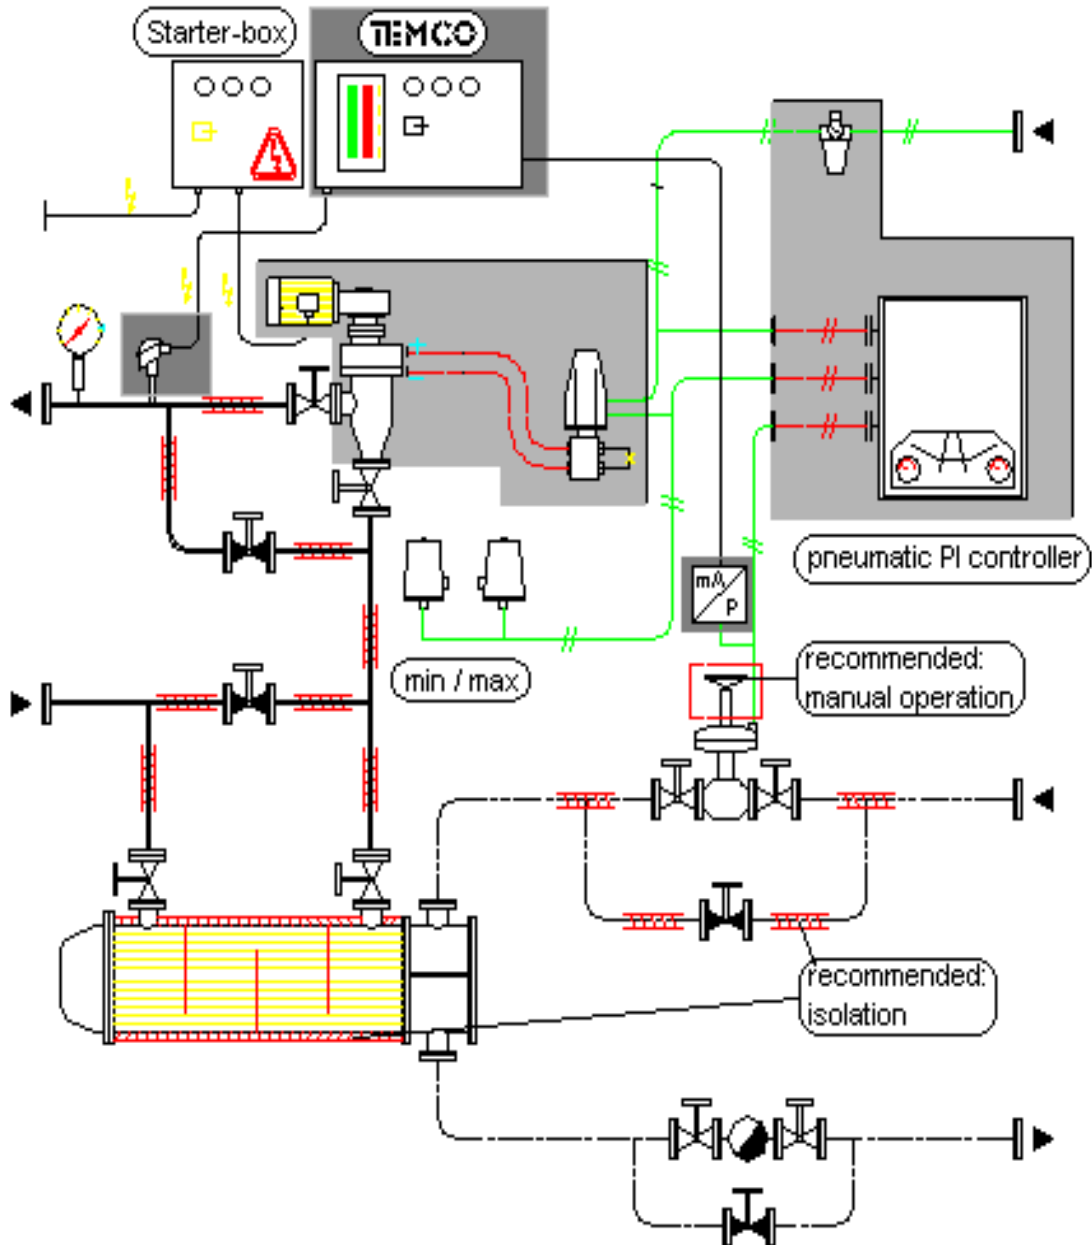 Starter-box
TEMCO
pneumatic PI controller
mA
P
min / max
recommended:
manual operation
recommended:
isolation